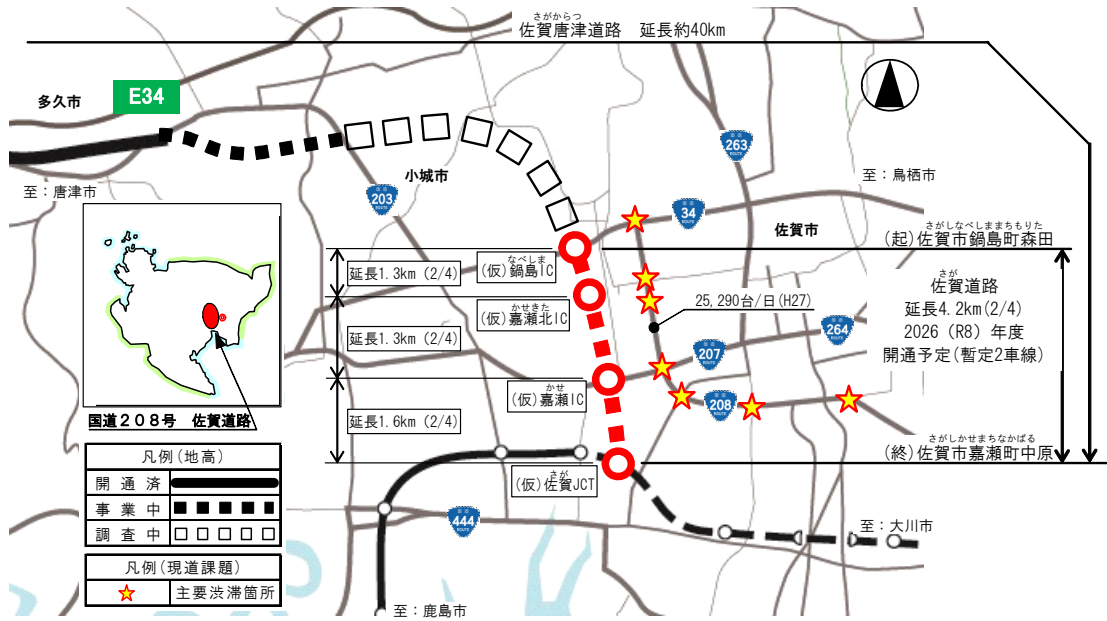 さがからつ
佐賀唐津道路 延長約40km
E34
多久市
263
ROUTE
至：唐津市
小城市
203
ROUTE
至：鳥栖市
34
ROUTE
佐賀市
さがしなべしままちもりた
(起)佐賀市鍋島町森田
なべしま
(仮)鍋島IC
延長1.3km (2/4)
かせきた
(仮)嘉瀬北IC
25,290台/日(H27)
さが
佐賀道路
延長4.2km(2/4)
2026（R8）年度
開通予定(暫定2車線)
延長1.3km (2/4)
264
ROUTE
207
ROUTE
かせ
(仮)嘉瀬IC
208
ROUTE
延長1.6km (2/4)
国道２０８号 佐賀道路
さがしかせまちなかばる
(終)佐賀市嘉瀬町中原
さが
(仮)佐賀JCT
凡例(地高)
開通済
事業中
調査中
444
ROUTE
至：大川市
凡例(現道課題)
主要渋滞箇所
至：鹿島市